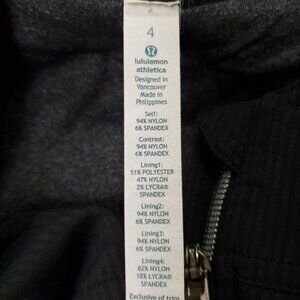 4
lululemon
athletica
Designed in
Vancouver
Made in
Philippines
Self:
94% NYLON
6% SPANDEX
Contrast:
94% NYLON
6% SPANDEX
Lining1:
51% POLYESTER
47% NYLON
2% LYCRA®
SPANDEX
Lining2:
94% NYLON
6% SPANDEX
Lining3:
94% NYLON
6% SPANDEX
Lining4:
82% NYLON
18% LYCRA®
SPANDEX
Exclusive of trim